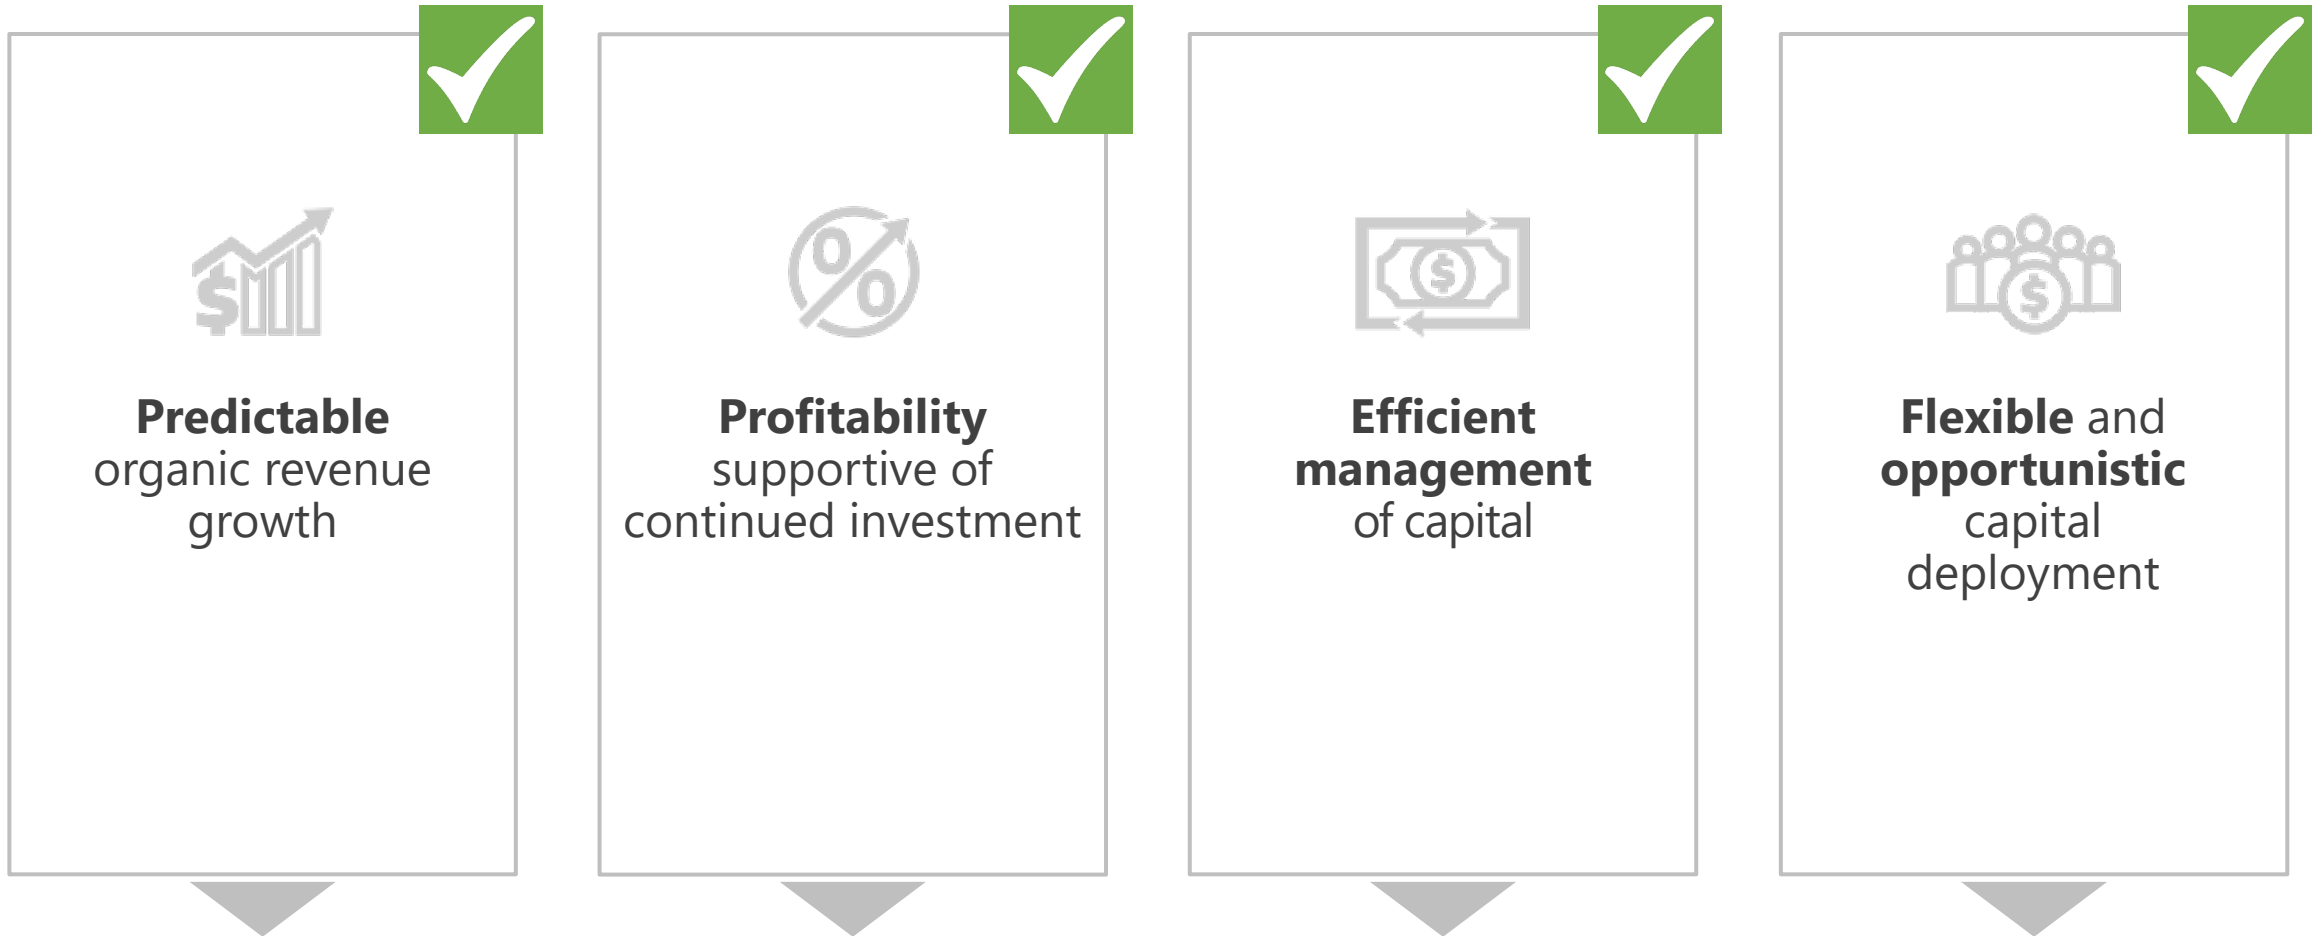 Predictable
organic revenue
growth
Profitability
supportive of
continued investment
Efficient
management
of capital
Flexible and
opportunistic
capital
deployment